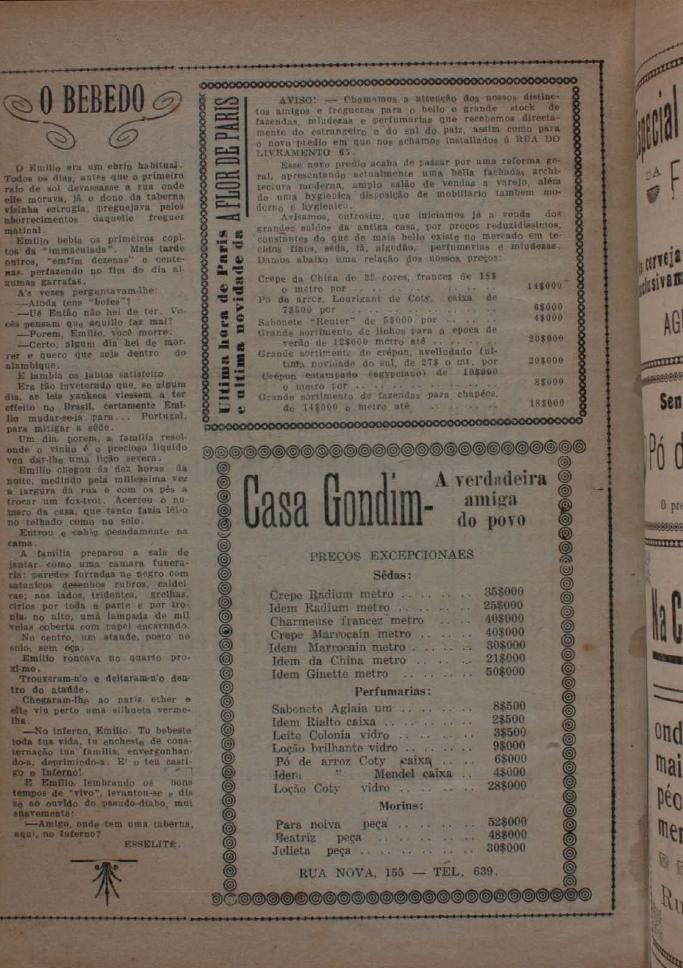 O BEBEDO
O Emilio era um ebrio habitual.
Todos os dias, antes que o primeiro
raio de sol devassasse a rua onde
elle morava, já o dono da taberna
visinha estrugia, preguejava pelos
aborrecimentos daquelle freguez
matinal.
Emilio bebia os primeiros copi-
tos da "immaculada". Mais tarde
outros, "emfim dezenas" e cente-
nas, perfazendo no fim do dia al-
gumas garrafas.
A's vezes perguntavam-lhe:
—Ainda tens "bofes"?
—Uê Então não hei de ter. Vo-
cês pensam que aquillo faz mal?
—Porem, Emilio, você morre.
—Certo, algum dia hei de mor-
rer e quero que seja dentro do
alambique.
E lambia os labios satisfeito
Era tão inveterado que, se algum
dia, as leis yankees viessem a ter
effeito no Brasil, certamente Emi-
lio mudar-se-ia para... Portugal,
para mitigar a sêde.
Um dia, porem, a familia resol-
onde o vinho é o precioso liquido
veu dar-lhe uma lição severa.
Emilio chegou ás dez horas da
noite, medindo pela millessima vez
a largura da rua e com os pés a
trocar um fox-trot. Acertou o nu-
mero da casa, que tanto fazia lêl-o
no telhado como no solo.
Entrou e cahiu pesadamente na
cama.
A familia preparou a sala de
jantar como uma camara funera-
ria: paredes forradas de negro com
satanicos desenhos rubros, caldei-
ras; aos lados, tridentes, grelhas,
cirios por toda a parte e por iro-
nia, no alto, uma lampada de mil
velas coberta com papel encarnado.
No centro, um ataude, posto no
solo, sem eça.
Emilio roncava no quarto pro-
ximo.
Trouxeram-n'o e deitaram-n'o den-
tro do ataúde.
Chegaram-lhe ao nariz ether e
elle viu perto uma silhueta verme-
lha.
—No inferno, Emilio. Tu bebeste
toda tua vida, tu encheste de cons-
ternação tua familia, envergonhan-
do-a, deprimindo-a. E' o teu casti-
go o Inferno!
E Emilio, lembrando os bons
tempos de "vivo", levantou-se e dis
se ao ouvido do pseudo-diabo, mui
suavemente:
—Amigo, onde tem uma taberna,
aqui, no Inferno?
ESSELITE.
A FLOR DE PARIS
Ultima hora de Paris
e ultima novidade da
AVISO! — Chamamos a attenção dos nossos distinc-
tos amigos e freguezes para o bello e grande stock de
fazendas, miudezas e perfumarias que recebemos directa-
mente do estrangeiro e do sul do paiz, assim como para
o novo predio em que nos achamos installados á RUA DO
LIVRAMENTO 65.
Esse novo predio acaba de passar por uma reforma ge-
ral, apresentando actualmente uma bella fachada, archi-
tectura moderna, amplo salão de vendas a varejo, além
de uma hygienica disposição de mobiliario tambem mo-
derno e hygienico.
Avisamos, outrosim, que iniciamos já a venda dos
grandes saldos da antiga casa, por preços reduzidissimos,
constantes do que de mais bello existe no mercado em te-
cidos finos, sêda, lã, algodão, perfumarias e miudezas.
Damos abaixo uma relação dos nossos preços:
Crepe da China de 32 cores, frances de 18$
o metro por 14$000
Pó de arroz, Lourigant de Coty, caixa de
7$500 por 6$000
Sabonete "Reuter" de 5$000 por 4$000
Grande sortimento de linhos para a epoca de
verão de 12$000 metro até 20$000
Grande sortimento de crépon, avelludado (ul-
tima novidade do sul, de 27$ o mt. por 20$000
Crépon estampado (egypciano) de 10$000
o metro por 8$000
Grande sortimento de fazendas para chapéos,
de 14$000 o metro até 18$000
Casa Gondim-
A verdadeira
amiga
do povo
PREÇOS EXCEPCIONAES
Sêdas:
Crepe Radium metro 35$000
Idem Radium metro 25$000
Charmeuse francez metro 40$000
Crepe Marrocain metro 40$000
Idem Marrocain metro 30$000
Idem da China metro 21$000
Idem Ginette metro 50$000
Perfumarias:
Sabonete Aglaia um 8$500
Idem Rialto caixa 2$500
Leite Colonia vidro 3$500
Loção brilhante vidro 9$000
Pó de arroz Coty caixa 6$000
Idem " Mendel caixa 4$000
Loção Coty vidro 28$000
Morins:
Para noiva peça 52$000
Beatriz peça 48$000
Julieta peça 30$000
RUA NOVA, 155 — TEL. 639.
special
DA
F
cerveja
clusivam
AG
Sen
Pó d
O pre
Na C
ond
mai
péo
mer
Ru